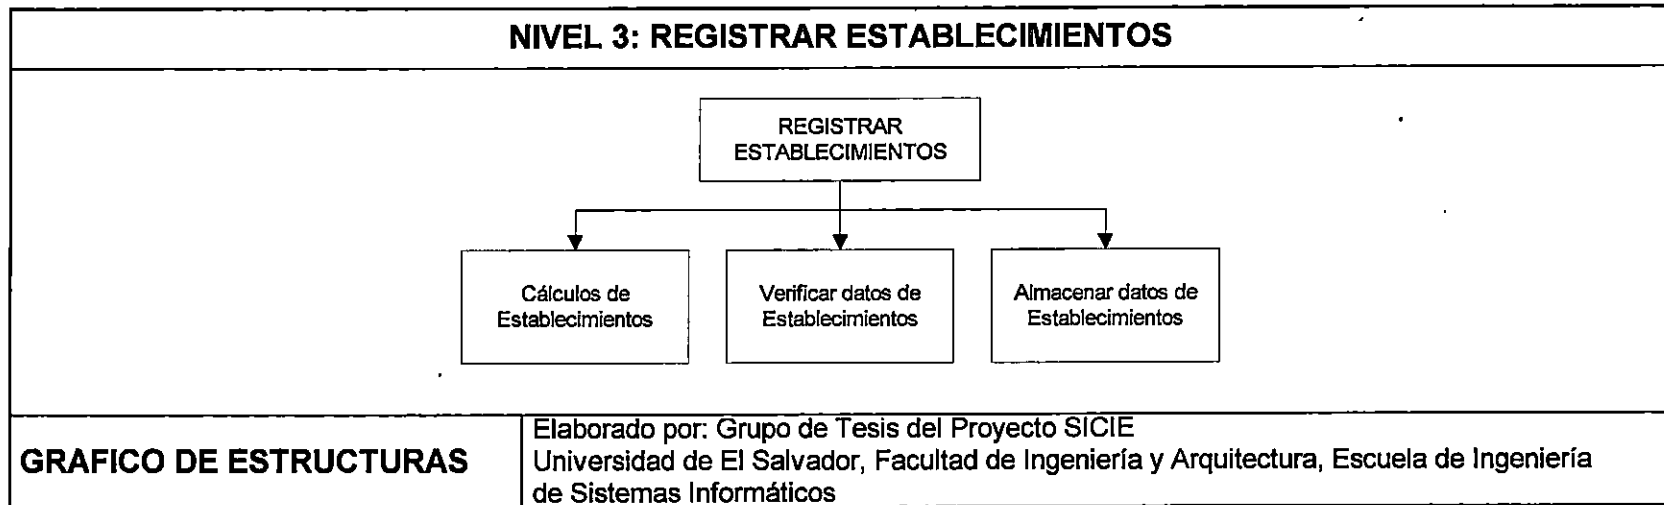 NIVEL 3: REGISTRAR ESTABLECIMIENTOS
REGISTRAR
ESTABLECIMIENTOS
Cálculos de
Establecimientos
Verificar datos de
Establecimientos
Almacenar datos de
Establecimientos
GRAFICO DE ESTRUCTURAS
Elaborado por: Grupo de Tesis del Proyecto SICIE
Universidad de El Salvador, Facultad de Ingeniería y Arquitectura, Escuela de Ingeniería
de Sistemas Informáticos